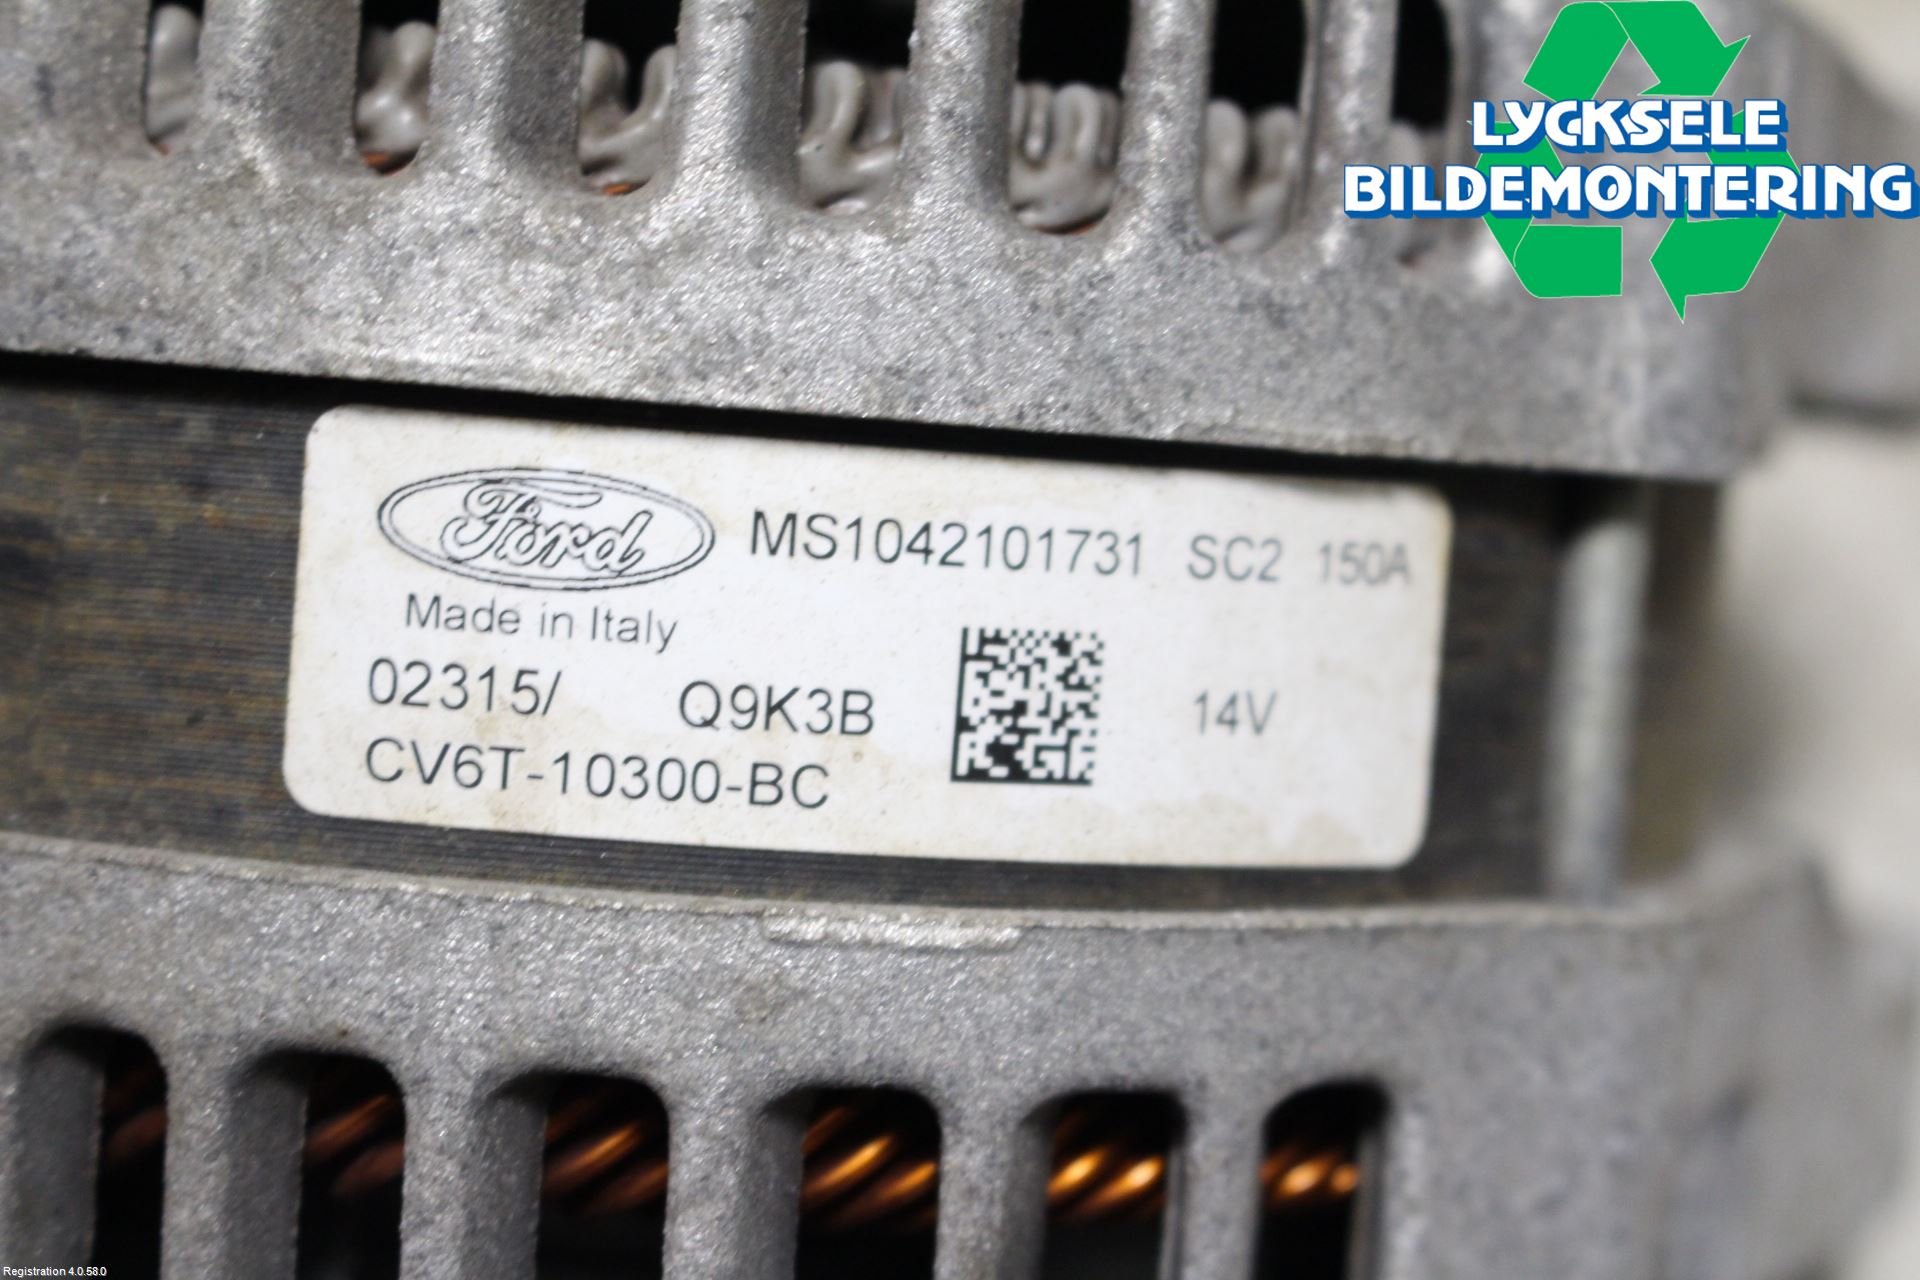 LYCKSELE
BILDEMONTERING
Ford MS1042101731 SC2 150A
Made in Italy
02315/ Q9K3B 14V
CV6T-10300-BC
Registration 4.0.58.0